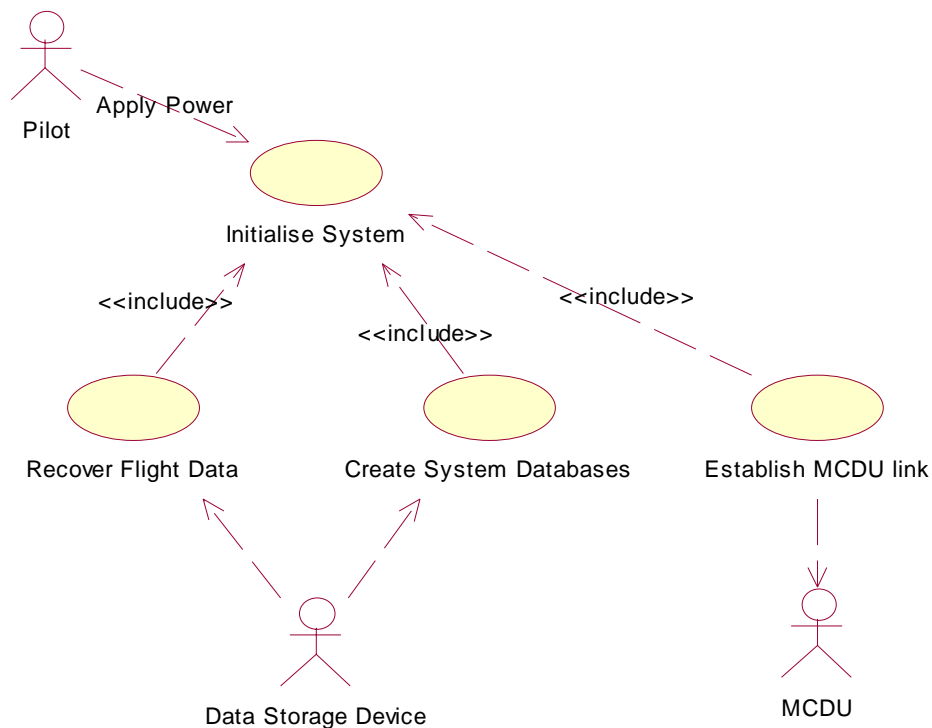 Apply Power
Pilot
Initialise System
<<include>>
<<include>>
<<include>>
Recover Flight Data
Create System Databases
Establish MCDU link
Data Storage Device
MCDU